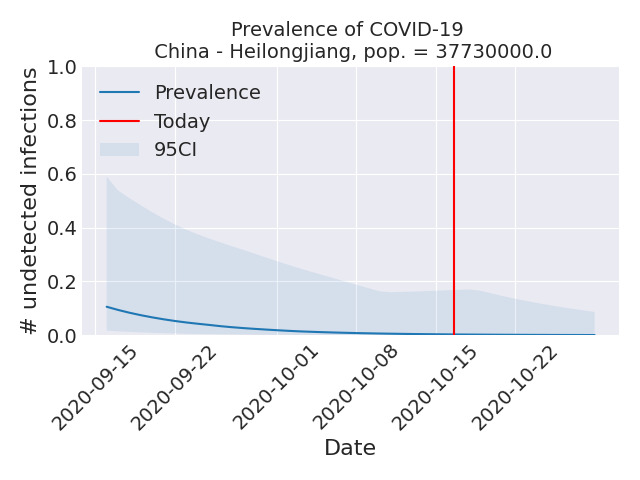 Prevalence of COVID-19
China - Heilongjiang, pop. = 37730000.0
# undetected infections
1.0
0.8
0.6
0.4
0.2
0.0
Prevalence
Today
95CI
2020-09-15
2020-09-22
2020-10-01
2020-10-08
2020-10-15
2020-10-22
Date